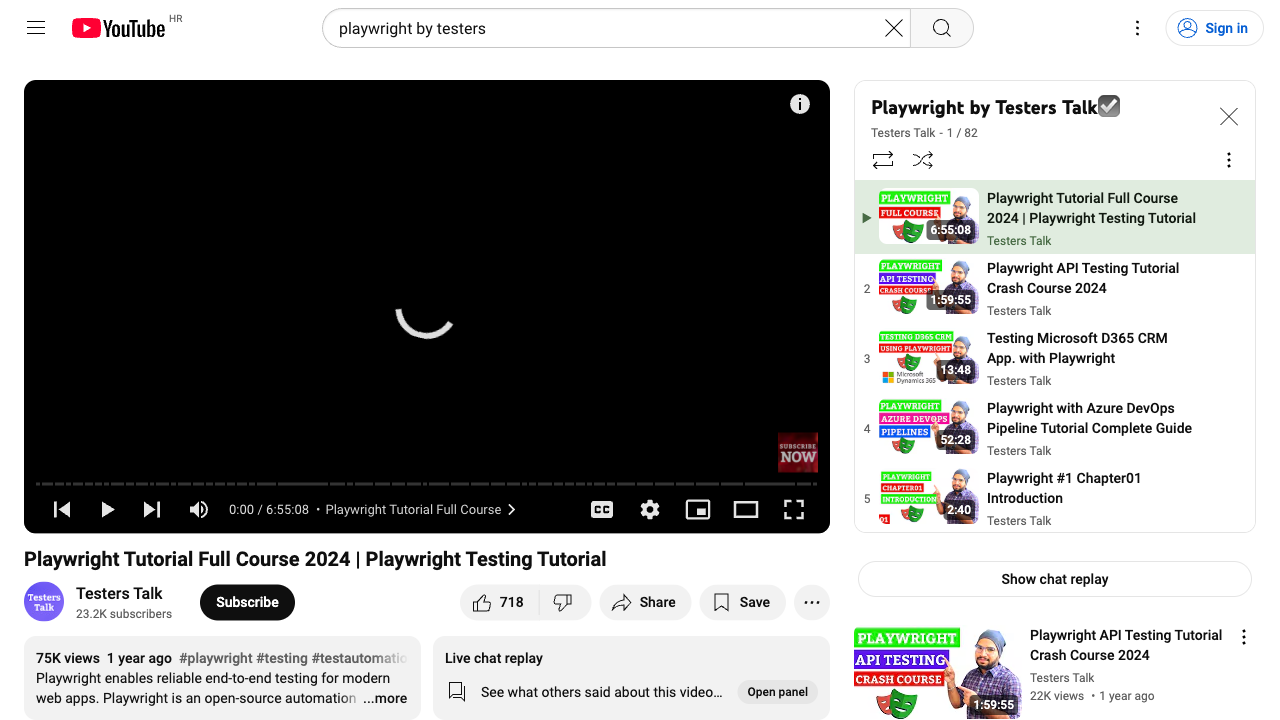 YouTube HR
playwright by testers
Sign in
SUBSCRIBE
NOW
0:00 / 6:55:08 • Playwright Tutorial Full Course
CC
Playwright Tutorial Full Course 2024 | Playwright Testing Tutorial
Testers Talk
Testers Talk
23.2K subscribers
Subscribe
718
Share
Save
75K views 1 year ago #playwright #testing #testautomatio
Playwright enables reliable end-to-end testing for modern
web apps. Playwright is an open-source automation ...more
Live chat replay
See what others said about this video...
Open panel
Playwright by Testers Talk
Testers Talk - 1 / 82
PLAYWRIGHT
FULL COURSE
6:55:08
Playwright Tutorial Full Course
2024 | Playwright Testing Tutorial
Testers Talk
2
PLAYWRIGHT
API TESTING
CRASH COURSE
1:59:55
Playwright API Testing Tutorial
Crash Course 2024
Testers Talk
3
TESTING D365 CRM
USING PLAYWRIGHT
Microsoft
Dynamics 365
13:48
Testing Microsoft D365 CRM
App. with Playwright
Testers Talk
4
PLAYWRIGHT
AZURE DEVOPS
PIPELINES
52:28
Playwright with Azure DevOps
Pipeline Tutorial Complete Guide
Testers Talk
5
PLAYWRIGHT
CHAPTER01
INTRODUCTION
01
2:40
Playwright #1 Chapter01
Introduction
Testers Talk
Show chat replay
PLAYWRIGHT
API TESTING
CRASH COURSE
1:59:55
Playwright API Testing Tutorial
Crash Course 2024
Testers Talk
22K views • 1 year ago